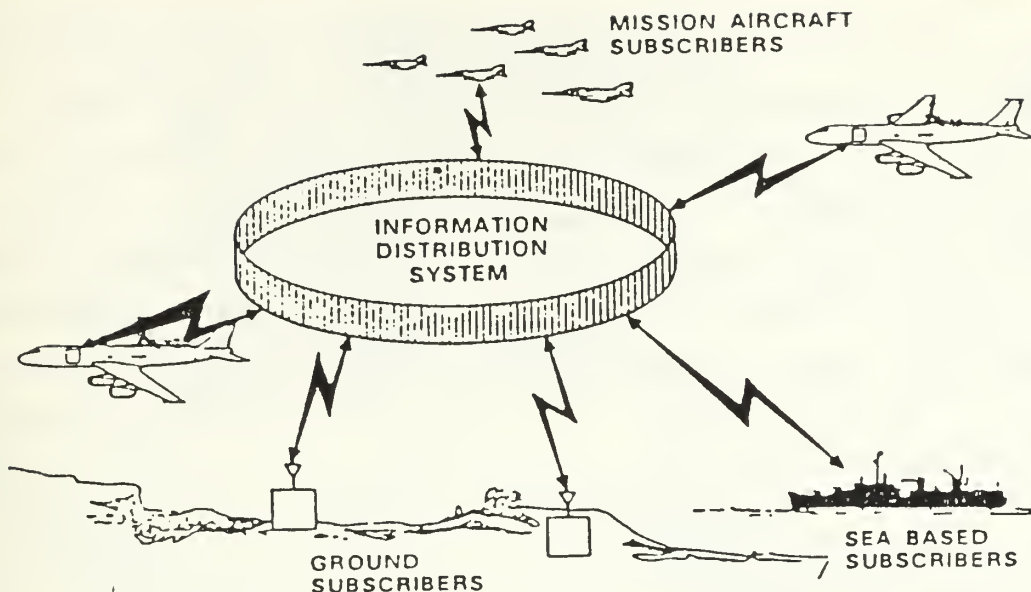 MISSION AIRCRAFT
SUBSCRIBERS
INFORMATION
DISTRIBUTION
SYSTEM
GROUND
SUBSCRIBERS
SEA BASED
SUBSCRIBERS